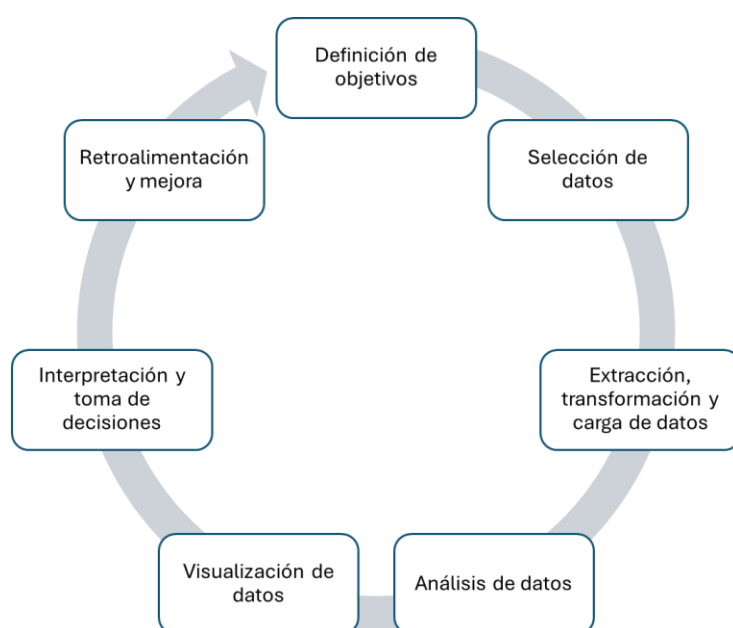 Definición de
objetivos
Selección de
datos
Extracción,
transformación y
carga de datos
Análisis de datos
Visualización de
datos
Interpretación y
toma de
decisiones
Retroalimentación
y mejora